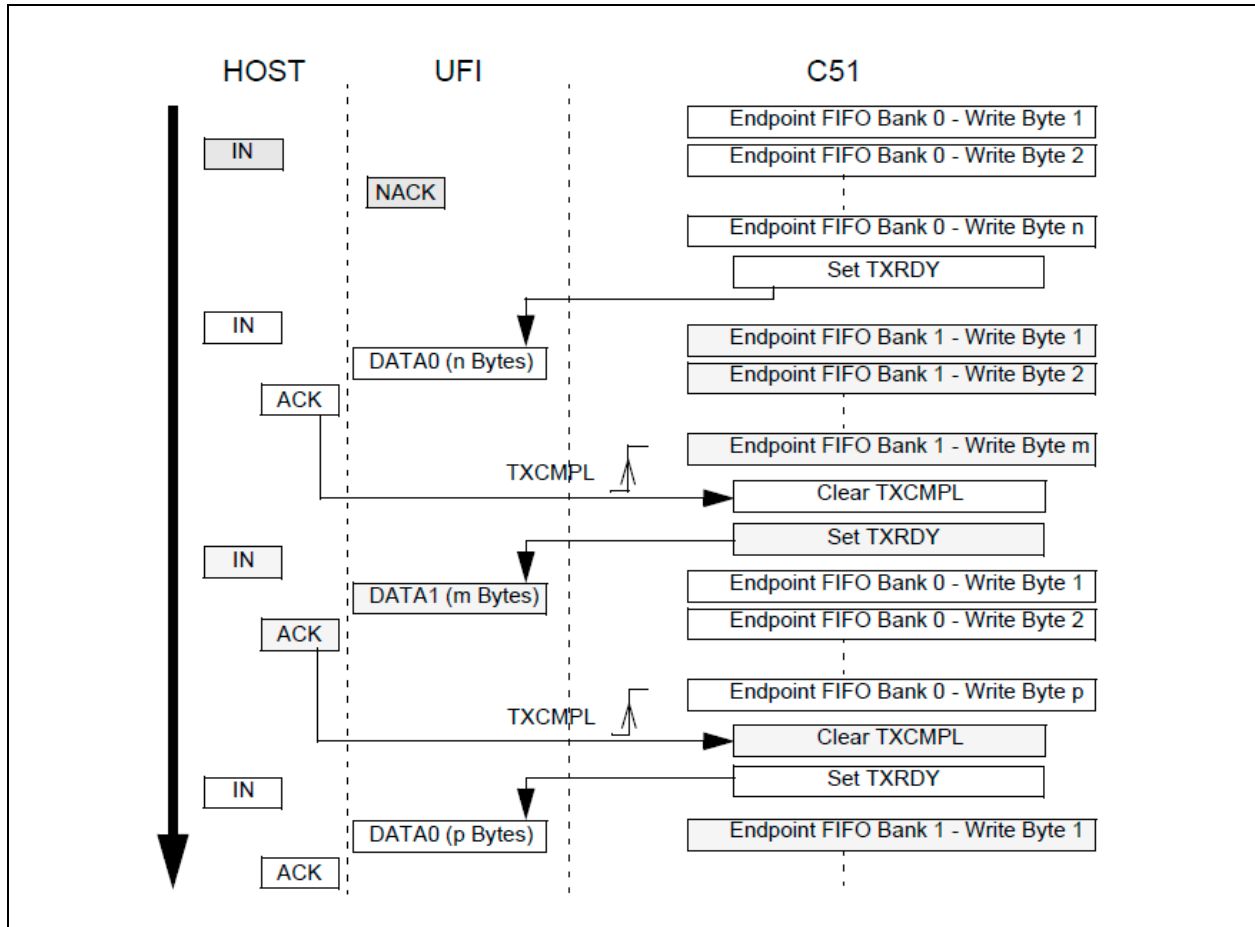 HOST UFI C51
Endpoint FIFO Bank 0 - Write Byte 1
IN
Endpoint FIFO Bank 0 - Write Byte 2
NACK
Endpoint FIFO Bank 0 - Write Byte n
Set TXRDY
IN
Endpoint FIFO Bank 1 - Write Byte 1
DATA0 (n Bytes)
Endpoint FIFO Bank 1 - Write Byte 2
ACK
Endpoint FIFO Bank 1 - Write Byte m
TXCMPL
Clear TXCMPL
Set TXRDY
IN
Endpoint FIFO Bank 0 - Write Byte 1
DATA1 (m Bytes)
Endpoint FIFO Bank 0 - Write Byte 2
ACK
Endpoint FIFO Bank 0 - Write Byte p
TXCMPL
Clear TXCMPL
Set TXRDY
IN
DATA0 (p Bytes)
Endpoint FIFO Bank 1 - Write Byte 1
ACK